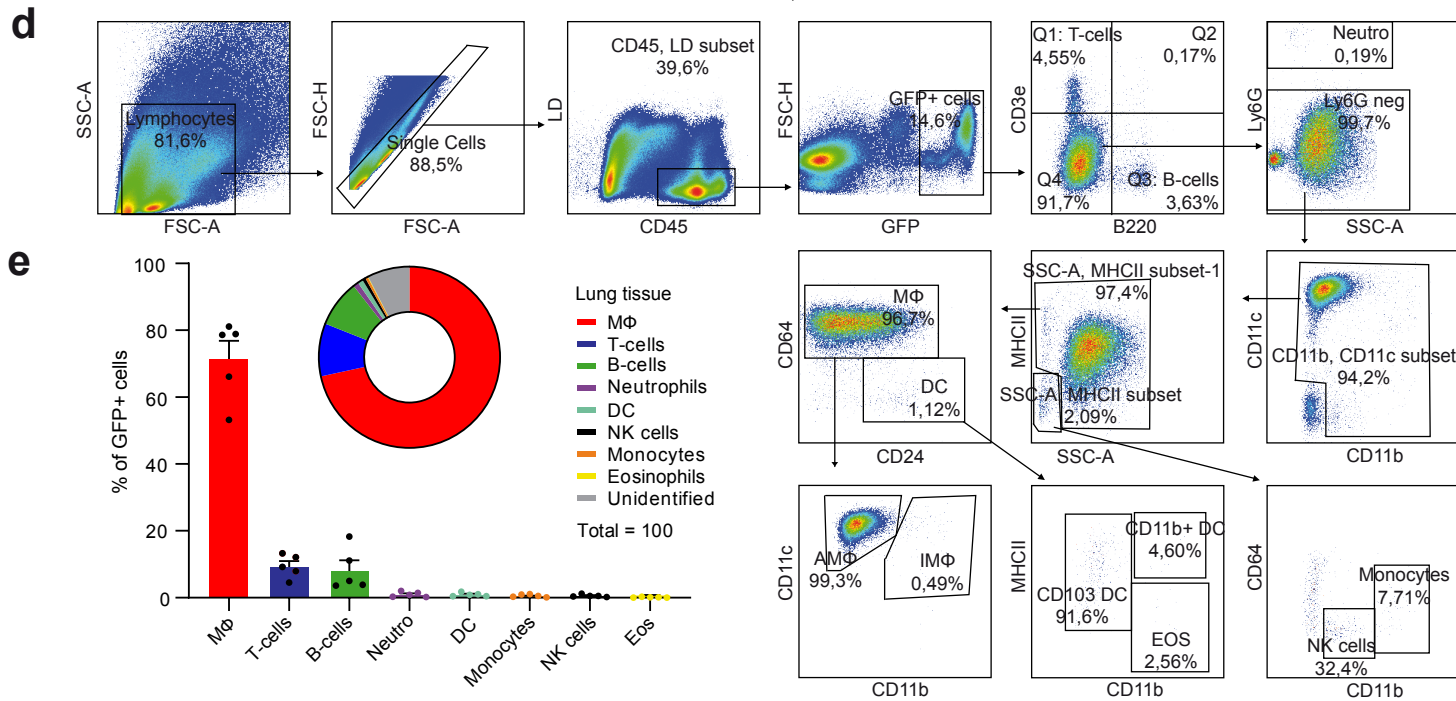 d
SSC-A
Lymphocytes
81,6%
FSC-A
FSC-H
Single Cells
88,5%
FSC-A
LD
CD45, LD subset
39,6%
CD45
FSC-H
GFP+ cells
14,6%
GFP
CD3e
Q1: T-cells
4,55%
Q2
0,17%
Q4
91,7%
Q3: B-cells
3,63%
B220
Ly6G
Neutro
0,19%
Ly6G neg
99,7%
SSC-A
e
% of GFP+ cells
100
80
60
40
20
0
MΦ
T-cells
B-cells
Neutro
DC
Monocytes
NK cells
Eos
Lung tissue
MΦ
T-cells
B-cells
Neutrophils
DC
NK cells
Monocytes
Eosinophils
Unidentified
Total = 100
CD64
MΦ
96,7%
DC
1,12%
CD24
MHCII
SSC-A, MHCII subset-1
97,4%
SSC-A, MHCII subset
2,09%
SSC-A
CD11c
CD11b, CD11c subset
94,2%
CD11b
CD11c
AMΦ
99,3%
IMΦ
0,49%
CD11b
MHCII
CD11b+ DC
4,60%
CD103 DC
91,6%
EOS
2,56%
CD11b
CD64
Monocytes
7,71%
NK cells
32,4%
CD11b